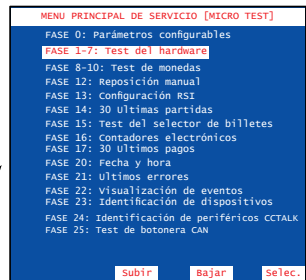 MENU PRINCIPAL DE SERVICIO [MICRO TEST]
FASE 0: Parámetros configurables
FASE 1-7: Test del hardware
FASE 8-10: Test de monedas
FASE 12: Reposición manual
FASE 13: Configuración RSI
FASE 14: 30 Ultimas partidas
FASE 15: Test del selector de billetes
FASE 16: Contadores electrónicos
FASE 17: 30 Ultimos pagos
FASE 20: Fecha y hora
FASE 21: Ultimos errores
FASE 22: Visualización de eventos
FASE 23: Identificación de dispositivos
FASE 24: Identificación de periféricos CCTALK
FASE 25: Test de botonera CAN
Subir Bajar Selec.